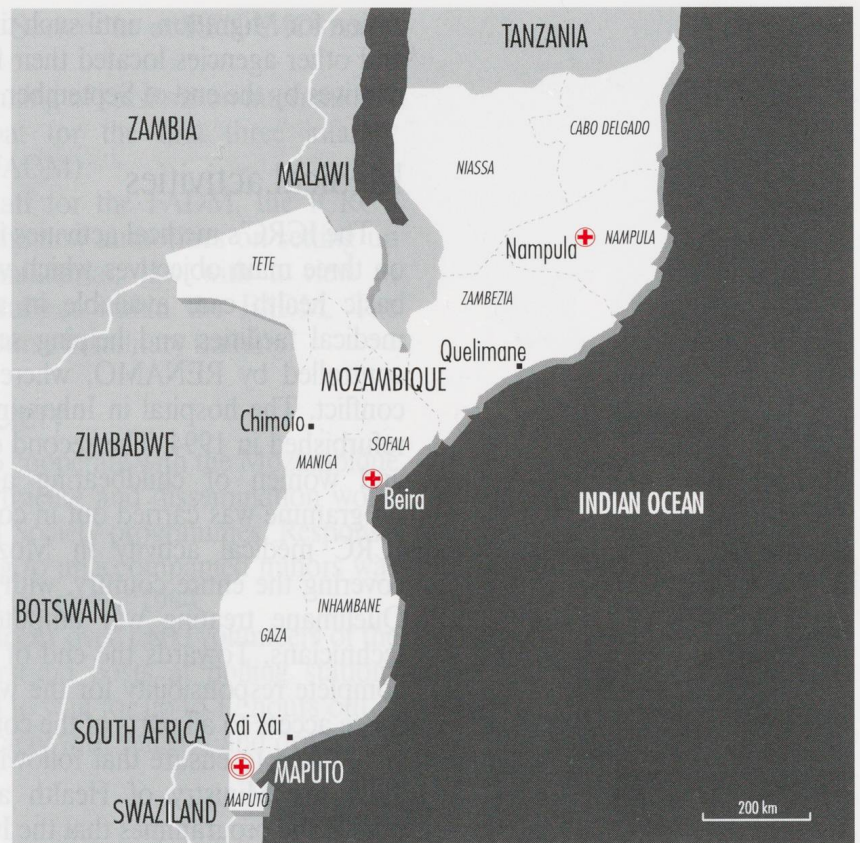 TANZANIA
ZAMBIA
CABO DELGADO
MALAWI
NIASSA
Nampula
NAMPULA
TETE
ZAMBEZIA
Quelimane
MOZAMBIQUE
Chimoio
ZIMBABWE
SOFALA
MANICA
Beira
INDIAN OCEAN
BOTSWANA
INHAMBANE
GAZA
SOUTH AFRICA
Xai Xai
MAPUTO
SWAZILAND
MAPUTO
200 km